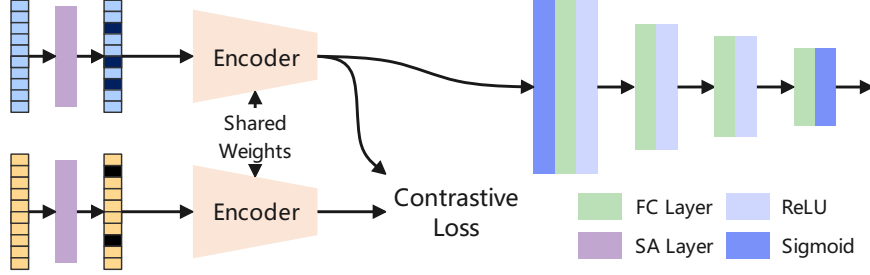 Encoder
Shared
Weights
Encoder
Contrastive
Loss
FC Layer
ReLU
SA Layer
Sigmoid